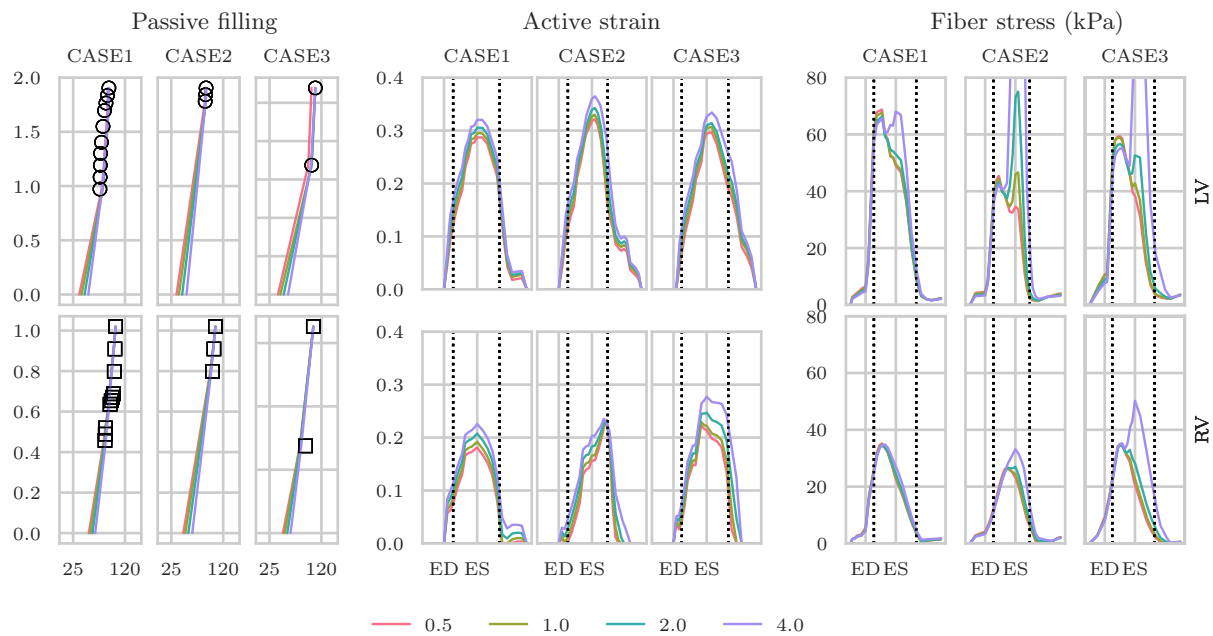 Passive filling Active strain Fiber stress (kPa)
CASE1 CASE2 CASE3 CASE1 CASE2 CASE3 CASE1 CASE2 CASE3
2.0 0.4 80
1.5 0.3 60
1.0 0.2 40
0.5 0.1 20
0.0 0.0 0
LV
1.0 0.4 80
0.8 0.3 60
0.6 0.2 40
0.4 0.1 20
0.2 0.0 0
0.0
RV
25 120 25 120 25 120 ED ES ED ES ED ES ED ES ED ES ED ES
0.5 1.0 2.0 4.0